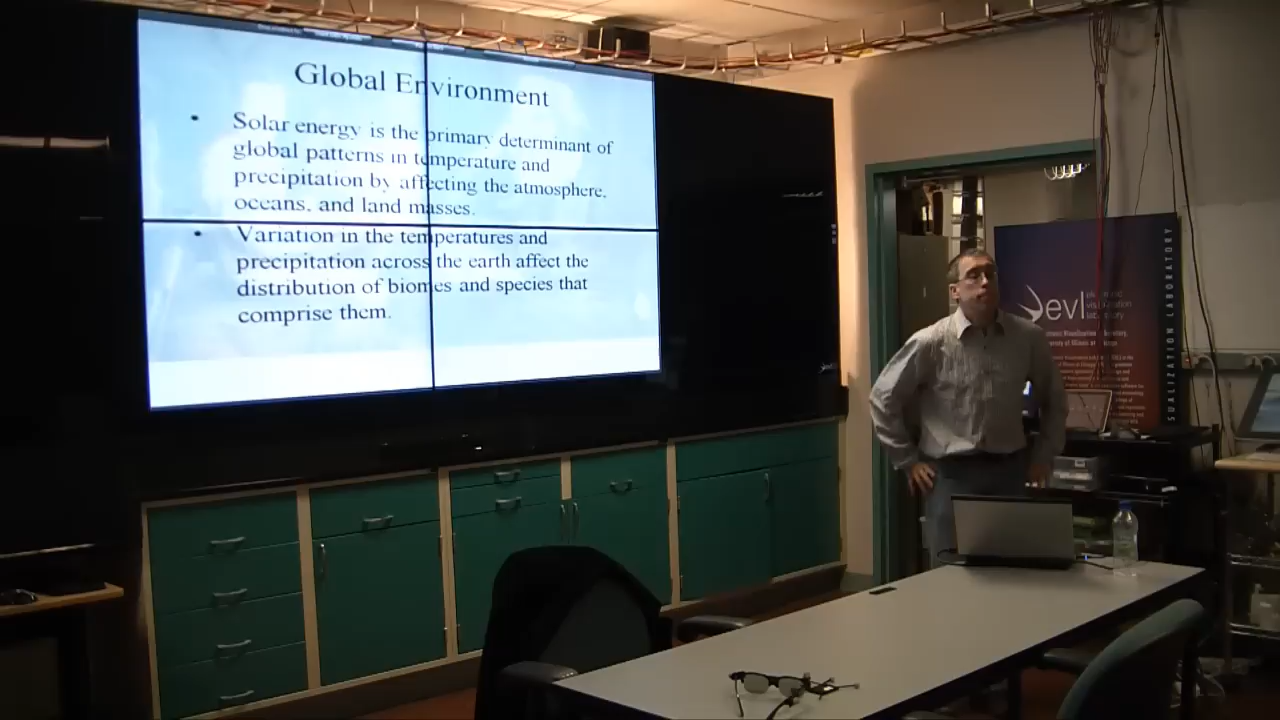 Global Environment
• Solar energy is the primary determinant of
global patterns in temperature and
precipitation by affecting the atmosphere,
oceans, and land masses.
• Variation in the temperatures and
precipitation across the earth affect the
distribution of biomes and species that
comprise them.
evl
SUALIZATION LABORATORY